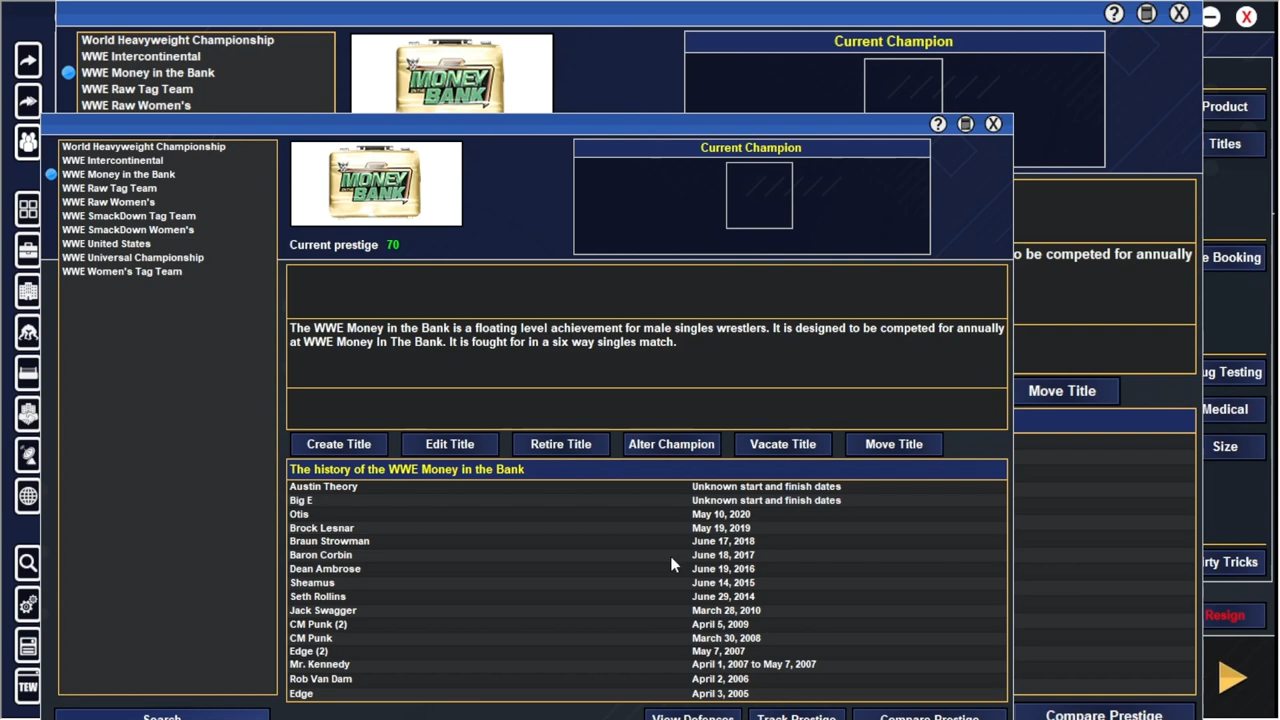 World Heavyweight Championship
WWE Intercontinental
WWE Money in the Bank
WWE Raw Tag Team
WWE Raw Women's
MONEY
IN THE
BANK
Current Champion
? X
X
Product
Titles
e Booking
ug Testing
Medical
Size
irty Tricks
Resign
? X
World Heavyweight Championship
WWE Intercontinental
WWE Money in the Bank
WWE Raw Tag Team
WWE Raw Women's
WWE SmackDown Tag Team
WWE SmackDown Women's
WWE United States
WWE Universal Championship
WWE Women's Tag Team
MONEY
IN THE
BANK
Current prestige 70
Current Champion
o be competed for annually
The WWE Money in the Bank is a floating level achievement for male singles wrestlers. It is designed to be competed for annually
at WWE Money In The Bank. It is fought for in a six way singles match.
Move Title
Create Title Edit Title Retire Title Alter Champion Vacate Title Move Title
The history of the WWE Money in the Bank
Austin Theory Unknown start and finish dates
Big E Unknown start and finish dates
Otis May 10, 2020
Brock Lesnar May 19, 2019
Braun Strowman June 17, 2018
Baron Corbin June 18, 2017
Dean Ambrose June 19, 2016
Sheamus June 14, 2015
Seth Rollins June 29, 2014
Jack Swagger March 28, 2010
CM Punk (2) April 5, 2009
CM Punk March 30, 2008
Edge (2) May 7, 2007
Mr. Kennedy April 1, 2007 to May 7, 2007
Rob Van Dam April 2, 2006
Edge April 3, 2005
TEW
Search View Defences Track Prestige Compare Prestige
Compare Prestige